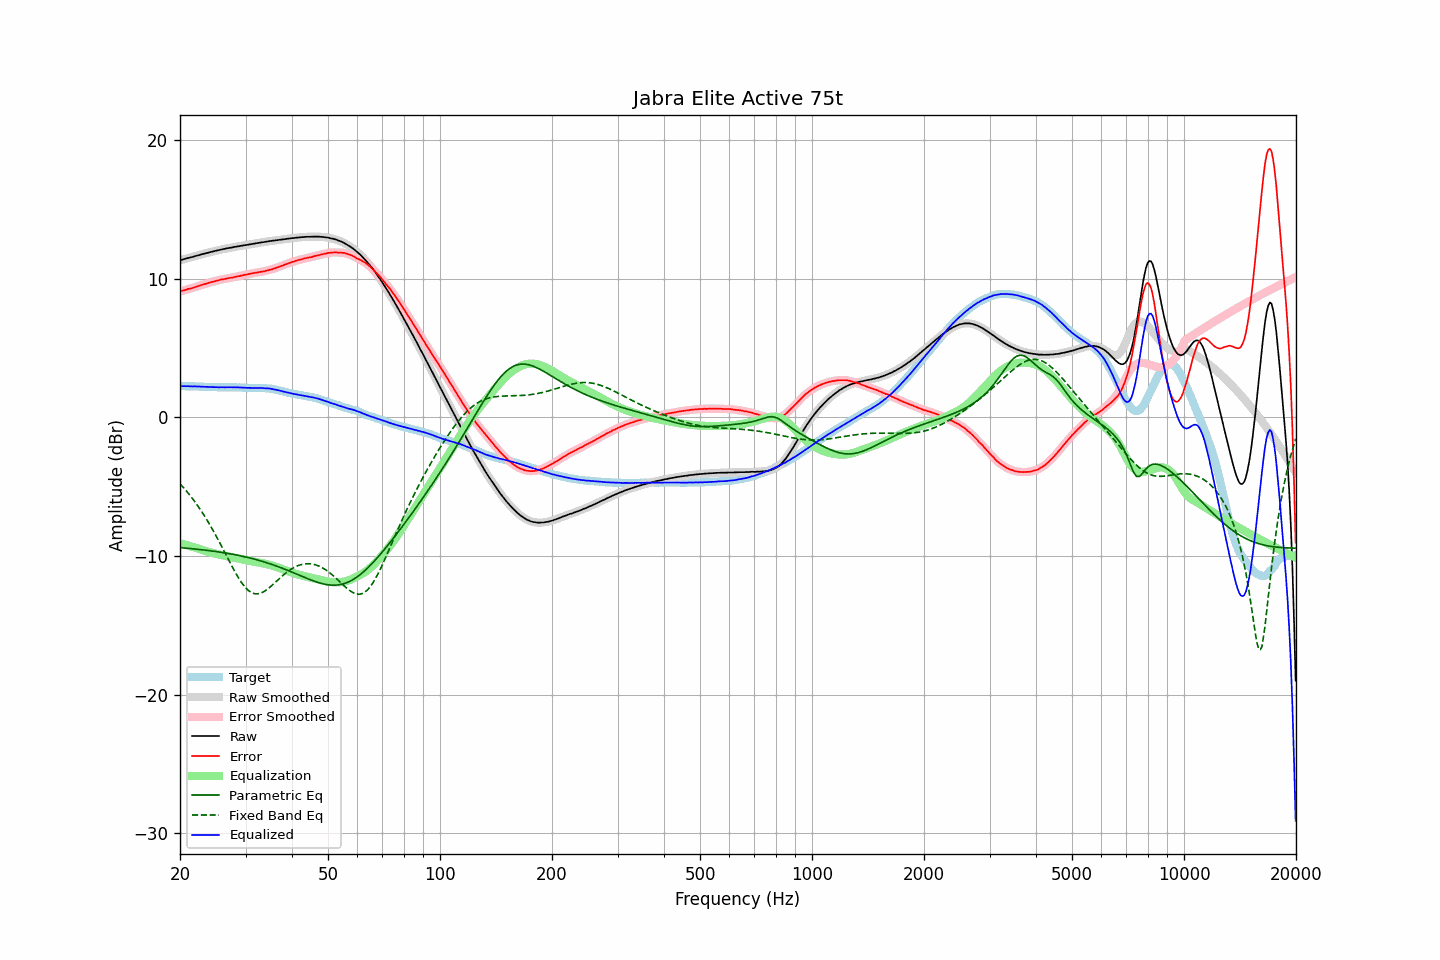 Jabra Elite Active 75t
20
10
0
−10
−20
−30
Amplitude (dBr)
Target
Raw Smoothed
Error Smoothed
Raw
Error
Equalization
Parametric Eq
Fixed Band Eq
Equalized
20 50 100 200 500 1000 2000 5000 10000 20000
Frequency (Hz)